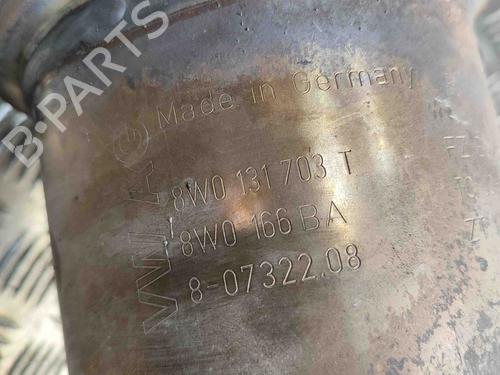 B-PARTS
Made in Germany
8W0 131 703 T
8W0 166 BA
8-07322.08